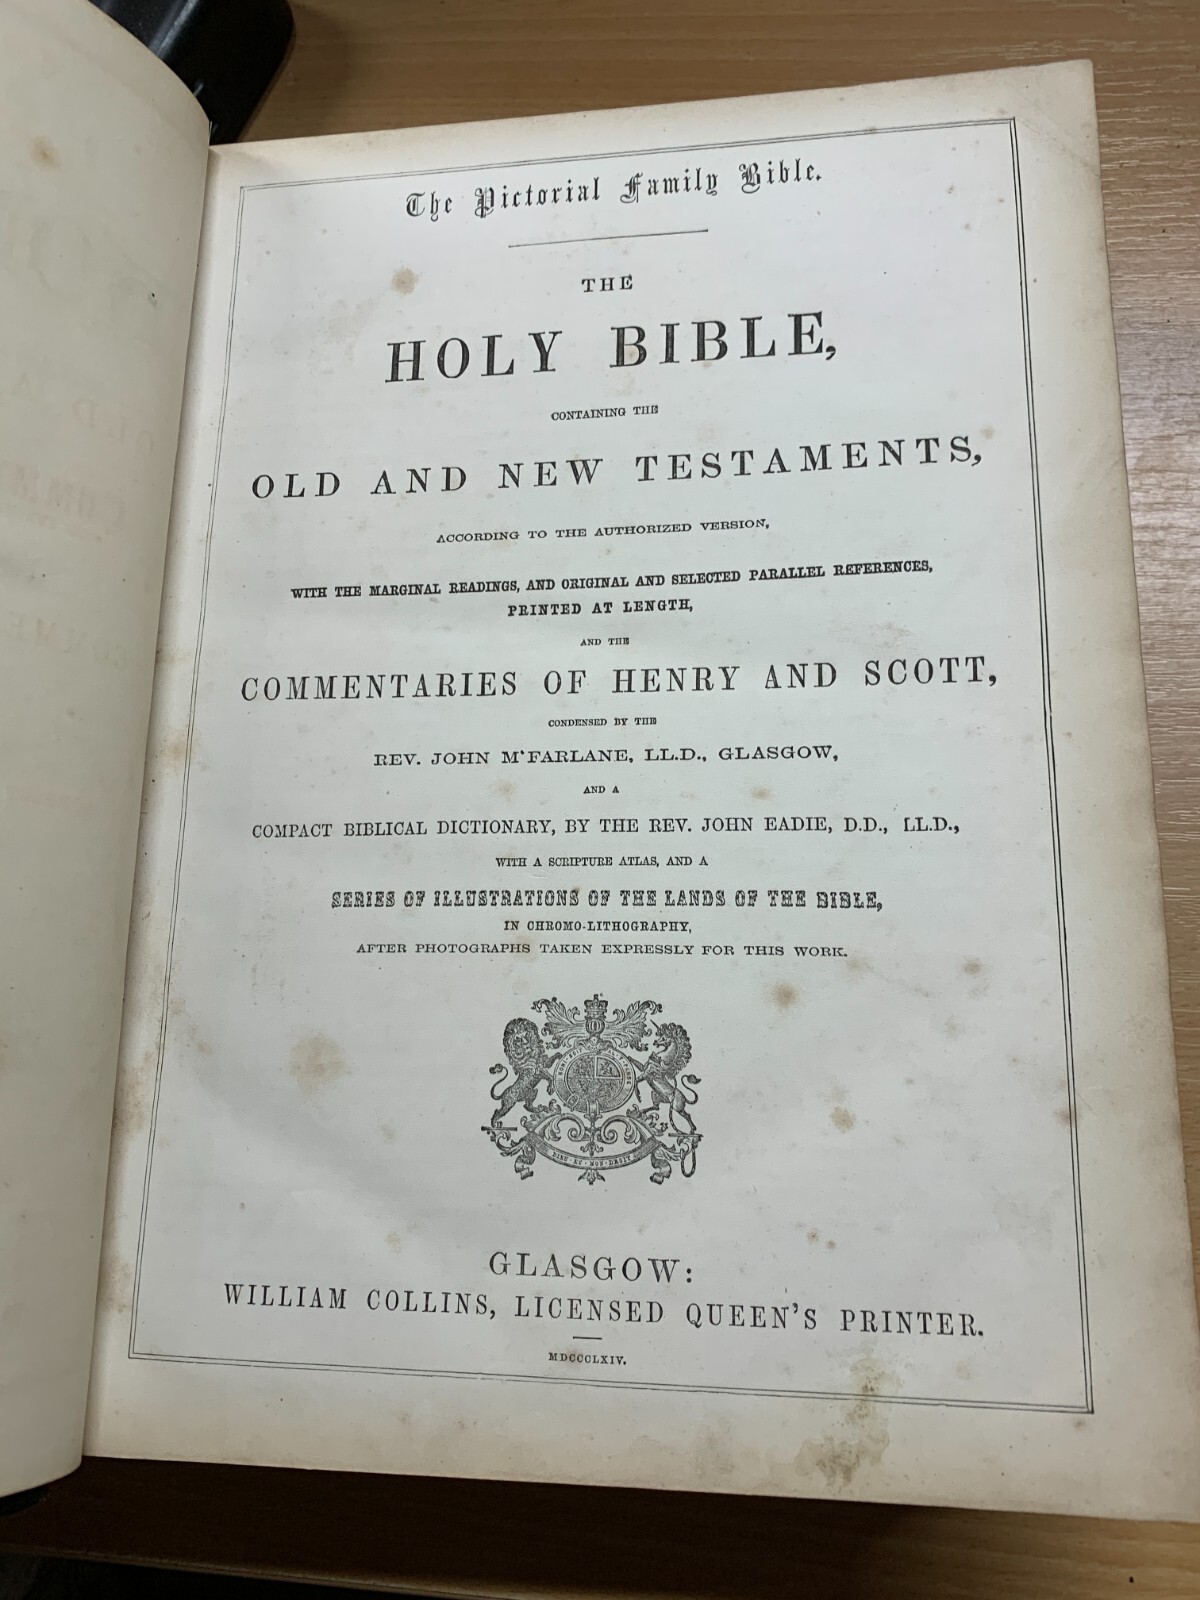 The Pictorial Family Bible.
THE
HOLY BIBLE,
CONTAINING THE
OLD AND NEW TESTAMENTS,
ACCORDING TO THE AUTHORIZED VERSION,
WITH THE MARGINAL READINGS, AND ORIGINAL AND SELECTED PARALLEL REFERENCES,
PRINTED AT LENGTH,
AND THE
COMMENTARIES OF HENRY AND SCOTT,
CONDENSED BY THE
REV. JOHN M'FARLANE, LL.D., GLASGOW,
AND A
COMPACT BIBLICAL DICTIONARY, BY THE REV. JOHN EADIE, D.D., LL.D.,
WITH A SCRIPTURE ATLAS, AND A
SERIES OF ILLUSTRATIONS OF THE LANDS OF THE BIBLE,
IN CHROMO-LITHOGRAPHY,
AFTER PHOTOGRAPHS TAKEN EXPRESSLY FOR THIS WORK.
DIEU · ET · MON · DROIT
GLASGOW:
WILLIAM COLLINS, LICENSED QUEEN'S PRINTER.
MDCCCLXIV.